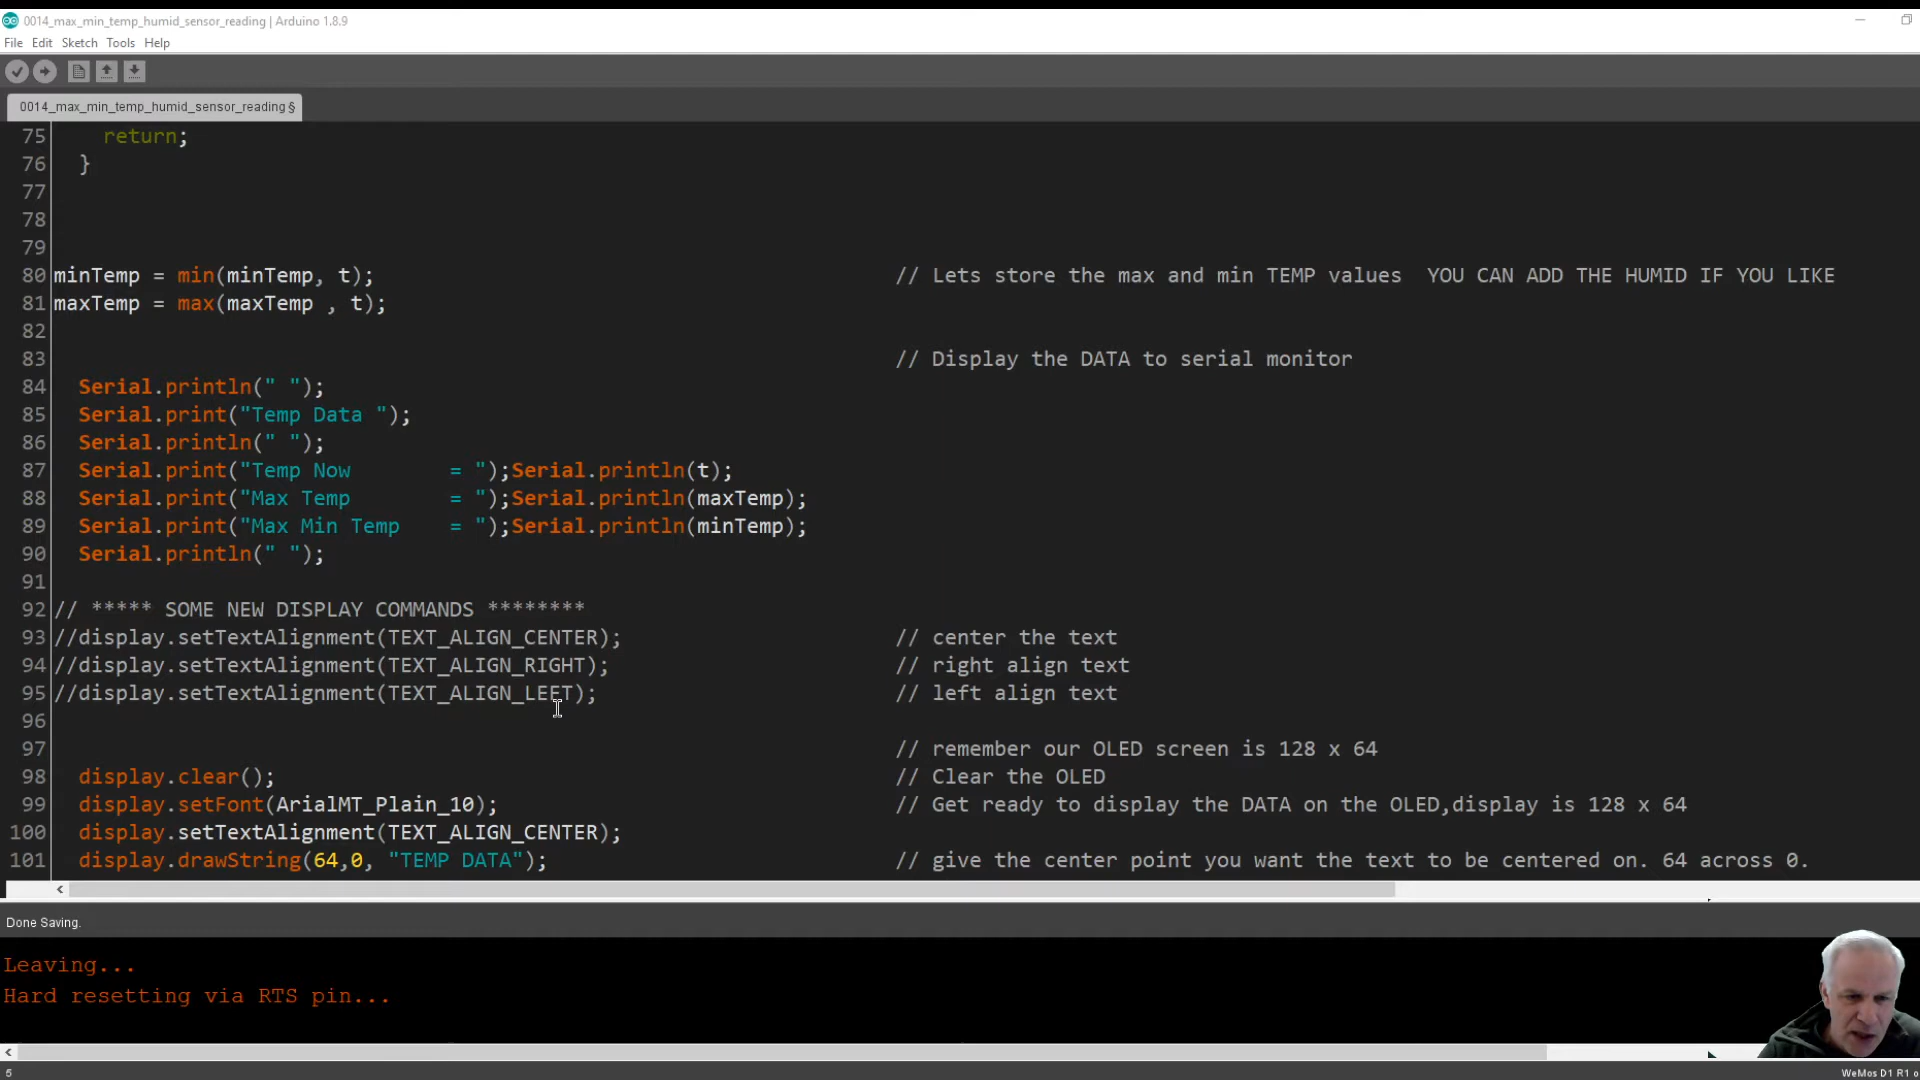 0014_max_min_temp_humid_sensor_reading | Arduino 1.8.9
File Edit Sketch Tools Help
0014_max_min_temp_humid_sensor_reading §
75 return;
76 }
77
78
79
80 minTemp = min(minTemp, t); // Lets store the max and min TEMP values YOU CAN ADD THE HUMID IF YOU LIKE
81 maxTemp = max(maxTemp , t);
82
83 // Display the DATA to serial monitor
84 Serial.println(" ");
85 Serial.print("Temp Data ");
86 Serial.println(" ");
87 Serial.print("Temp Now = ");Serial.println(t);
88 Serial.print("Max Temp = ");Serial.println(maxTemp);
89 Serial.print("Max Min Temp = ");Serial.println(minTemp);
90 Serial.println(" ");
91
92 // ***** SOME NEW DISPLAY COMMANDS ********
93 //display.setTextAlignment(TEXT_ALIGN_CENTER); // center the text
94 //display.setTextAlignment(TEXT_ALIGN_RIGHT); // right align text
95 //display.setTextAlignment(TEXT_ALIGN_LEFT); // left align text
96
97 // remember our OLED screen is 128 x 64
98 display.clear(); // Clear the OLED
99 display.setFont(ArialMT_Plain_10); // Get ready to display the DATA on the OLED,display is 128 x 64
100 display.setTextAlignment(TEXT_ALIGN_CENTER);
101 display.drawString(64,0, "TEMP DATA"); // give the center point you want the text to be centered on. 64 across 0.
Done Saving.
Leaving...
Hard resetting via RTS pin...
5 WeMos D1 R1 o